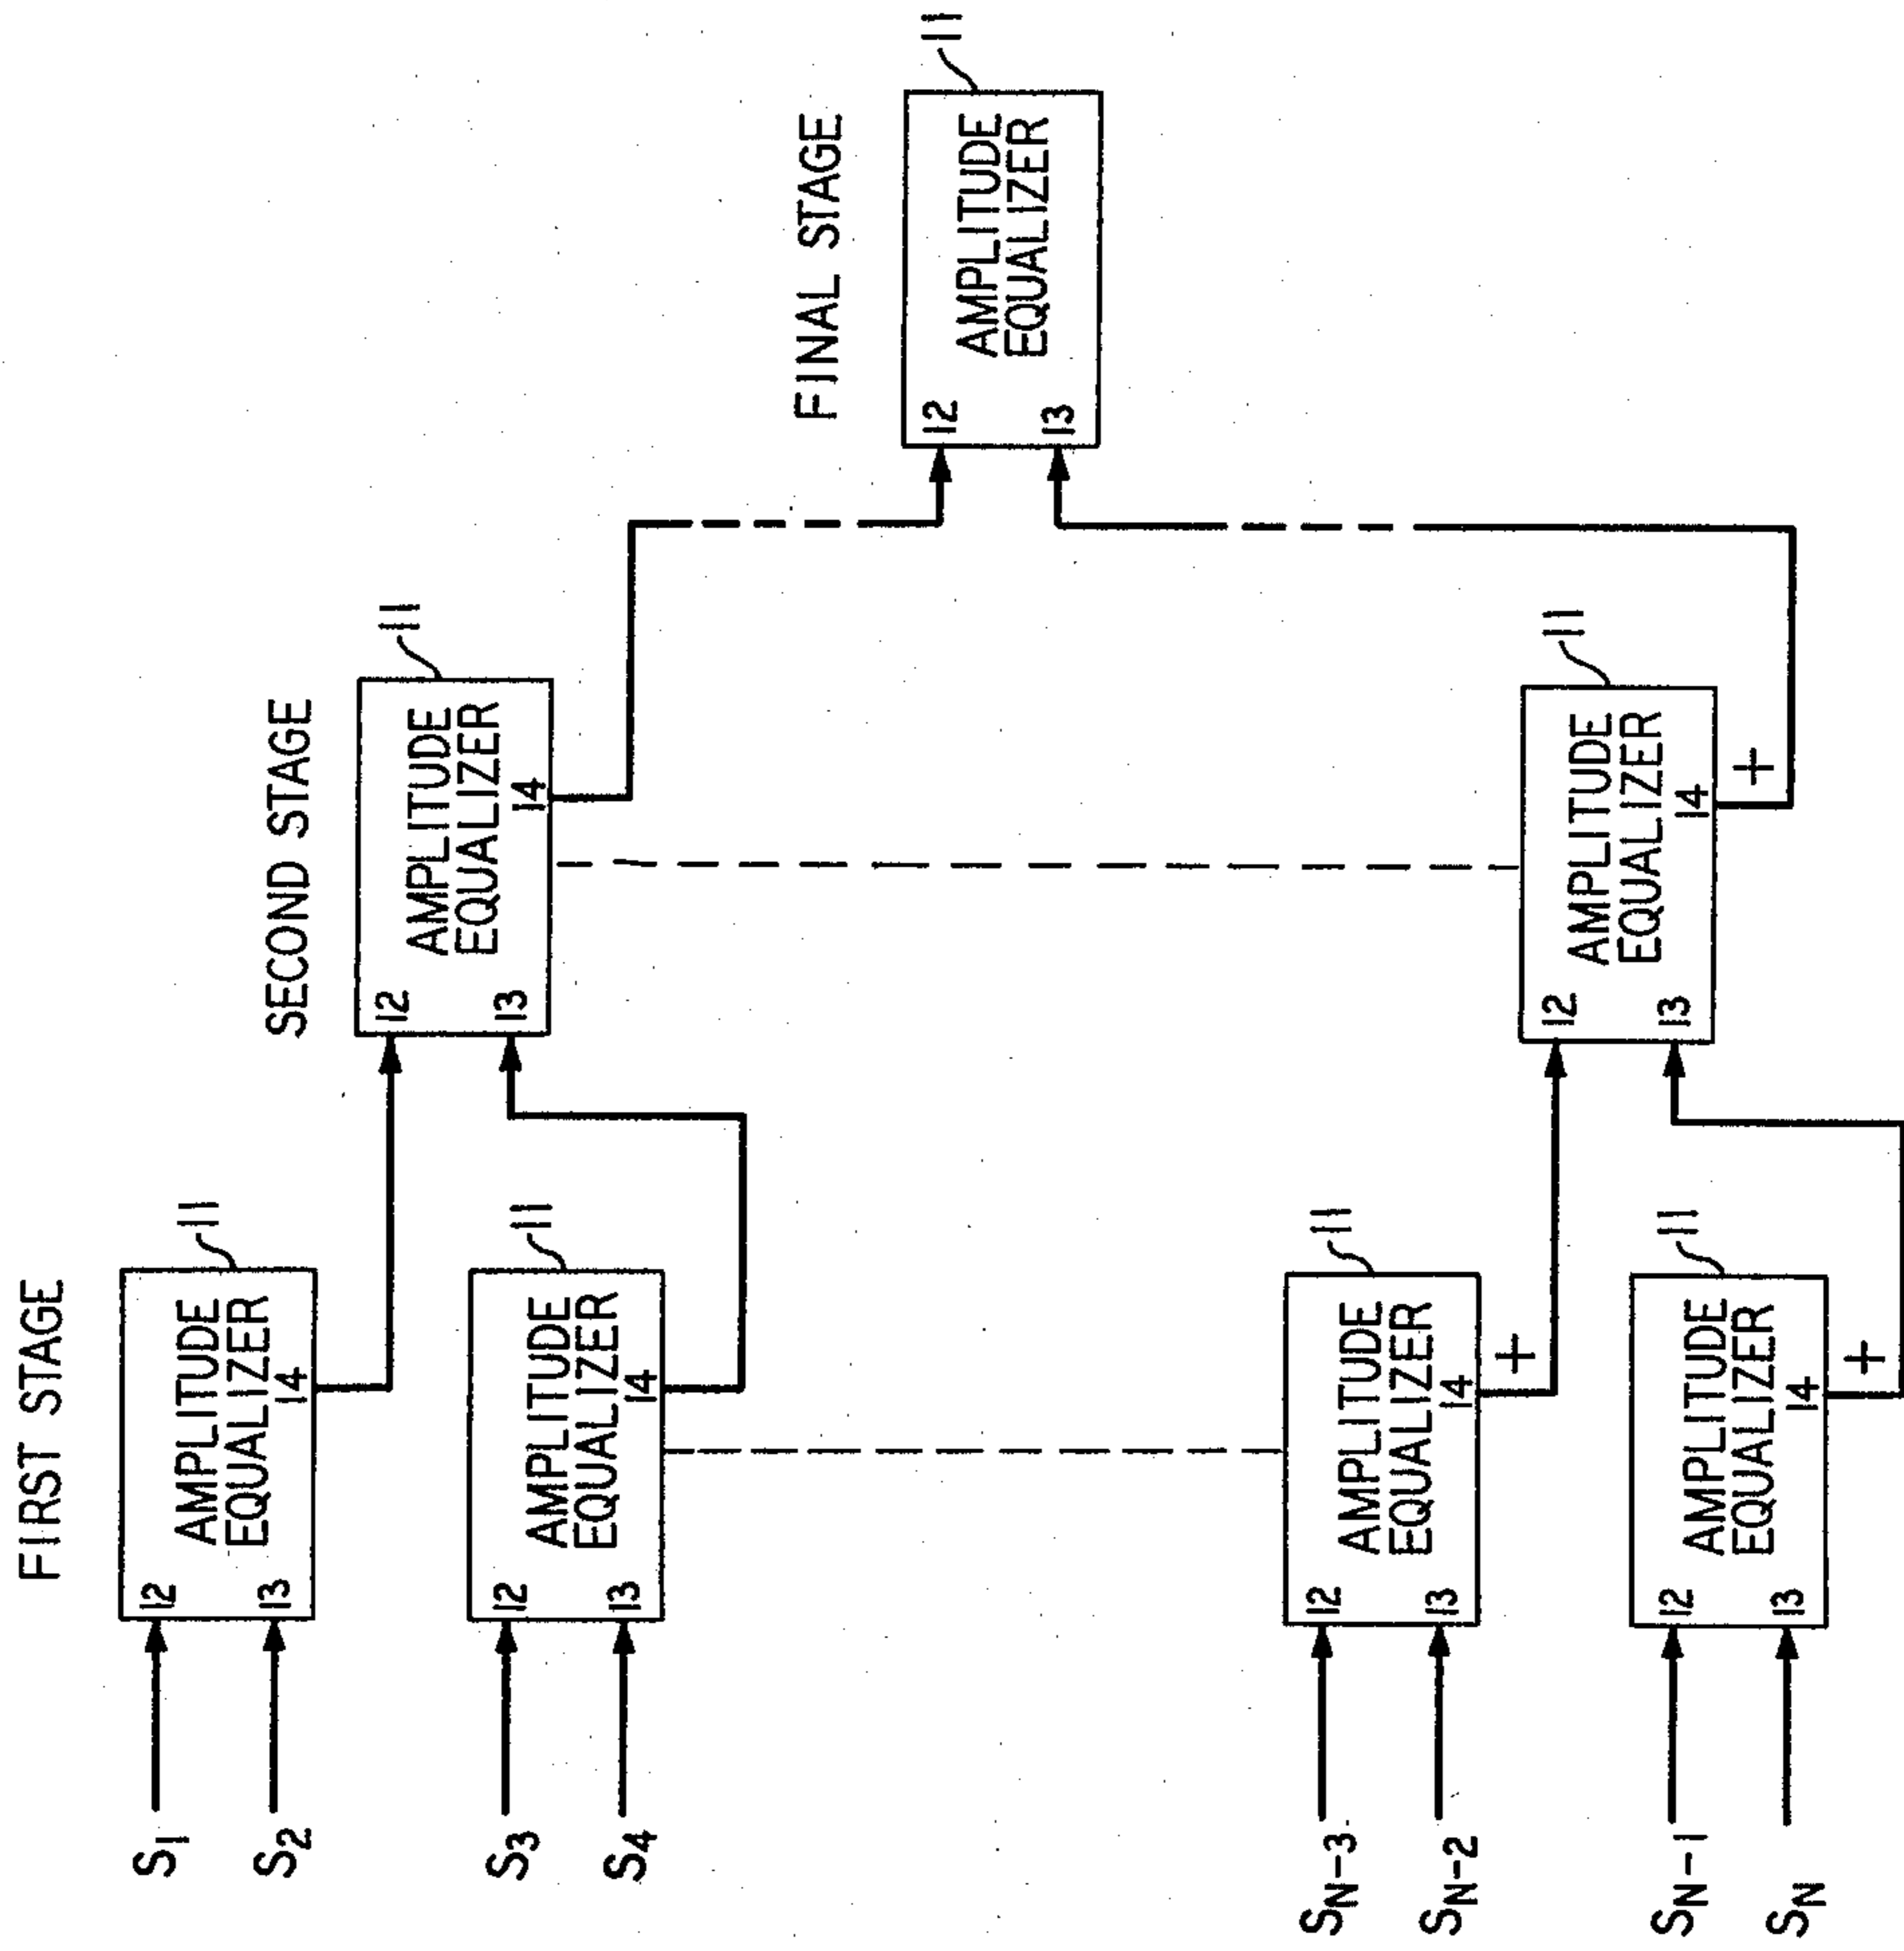 FIRST STAGE
S1
S2
12
13
AMPLITUDE
EQUALIZER
14
11
S3
S4
12
13
AMPLITUDE
EQUALIZER
14
11
SN-3
SN-2
12
13
AMPLITUDE
EQUALIZER
14
+
11
SN-1
SN
12
13
AMPLITUDE
EQUALIZER
14
+
11
SECOND STAGE
12
13
AMPLITUDE
EQUALIZER
14
11
12
13
AMPLITUDE
EQUALIZER
14
+
11
FINAL STAGE
12
13
AMPLITUDE
EQUALIZER
11